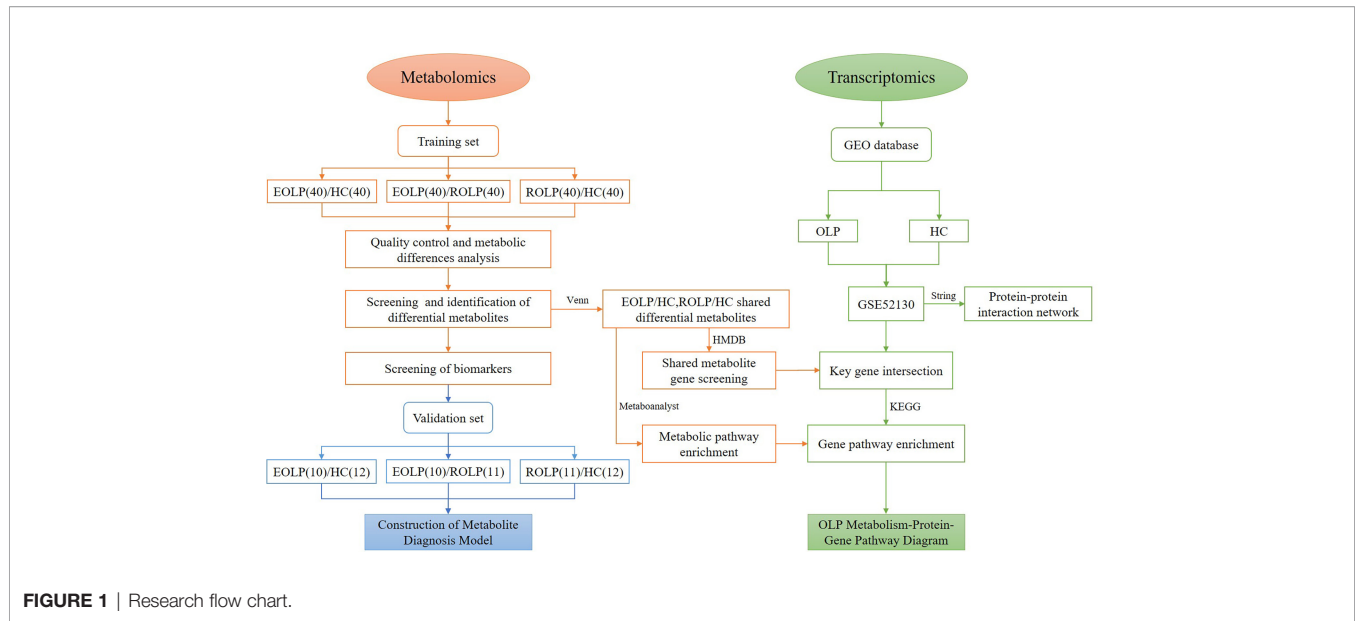 Metabolomics
Transcriptomics
Training set
GEO database
EOLP(40)/HC(40)
EOLP(40)/ROLP(40)
ROLP(40)/HC(40)
OLP
HC
Quality control and metabolic
differences analysis
Screening and identification of
differential metabolites
Venn
EOLP/HC,ROLP/HC shared
differential metabolites
GSE52130
String
Protein-protein
interaction network
HMDB
Screening of biomarkers
Shared metabolite
gene screening
Key gene intersection
Metaboanalyst
KEGG
Validation set
Metabolic pathway
enrichment
Gene pathway enrichment
EOLP(10)/HC(12)
EOLP(10)/ROLP(11)
ROLP(11)/HC(12)
Construction of Metabolite
Diagnosis Model
OLP Metabolism-Protein-
Gene Pathway Diagram
FIGURE 1 | Research flow chart.